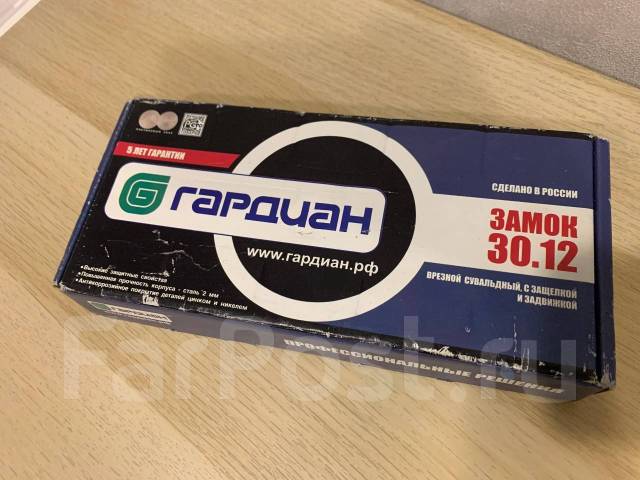 5 ЛЕТ ГАРАНТИИ
G ГАРДИАН
www.гардиан.рф
•Высокие защитные свойства
•Повышенная прочность корпуса - сталь 2 мм
•Антикоррозийное покрытие деталей цинком и никелем
СДЕЛАНО В РОССИИ
ЗАМОК
30.12
ВРЕЗНОЙ СУВАЛЬДНЫЙ, С ЗАЩЕЛКОЙ
И ЗАДВИЖКОЙ
ПРОФЕССИОНАЛЬНЫЕ РЕШЕНИЯ
FarPost.ru